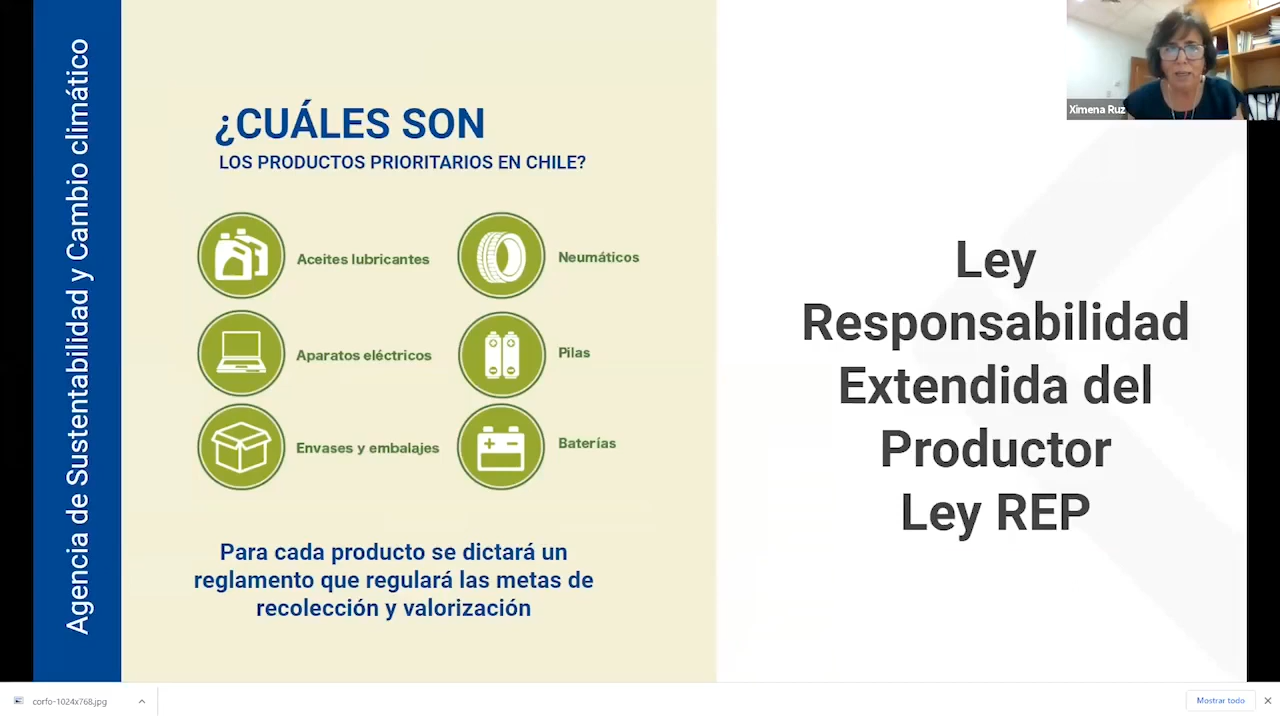 Agencia de Sustentabilidad y Cambio climático
¿CUÁLES SON
LOS PRODUCTOS PRIORITARIOS EN CHILE?
Aceites lubricantes
Neumáticos
Aparatos eléctricos
Pilas
Envases y embalajes
Baterías
Para cada producto se dictará un
reglamento que regulará las metas de
recolección y valorización
Ley
Responsabilidad
Extendida del
Productor
Ley REP
Ximena Ruz
corfo-1024x768.jpg
Mostrar todo